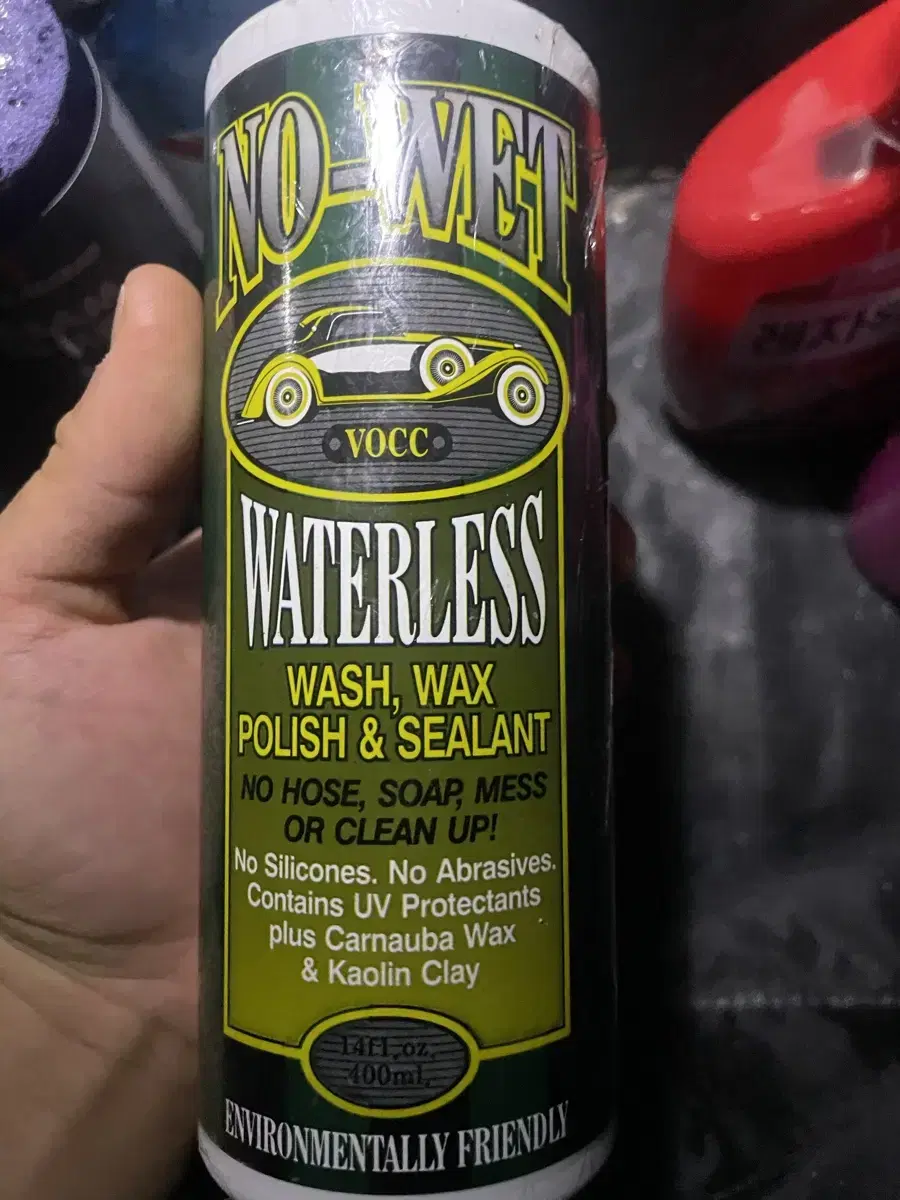 NO-WET
VOCC
WATERLESS
WASH, WAX
POLISH & SEALANT
NO HOSE, SOAP, MESS
OR CLEAN UP!
No Silicones. No Abrasives.
Contains UV Protectants
plus Carnauba Wax
& Kaolin Clay
14fl.oz.
400ml.
ENVIRONMENTALLY FRIENDLY